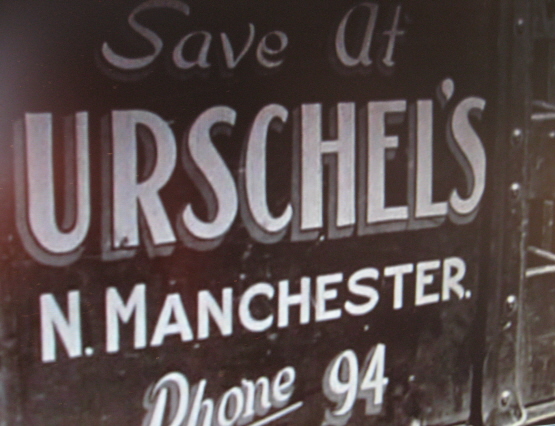 Save At
URSCHEL'S
N. MANCHESTER.
Phone 94